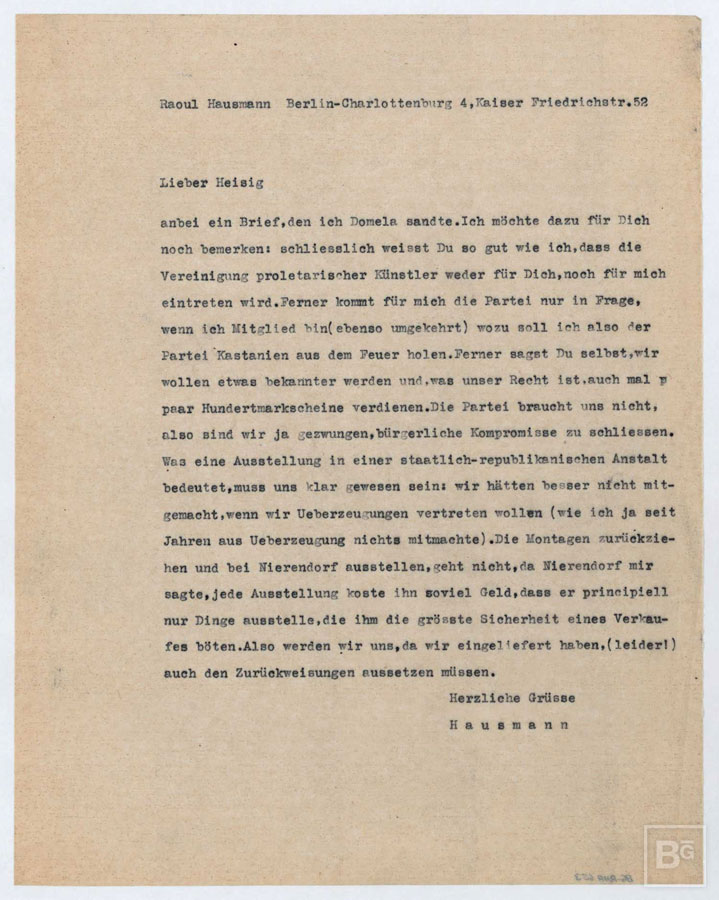 Raoul Hausmann  Berlin-Charlottenburg 4,Kaiser Friedrichstr.52
Lieber Heisig
anbei ein Brief,den ich Domela sandte.Ich möchte dazu für Dich
noch bemerken: schliesslich weisst Du so gut wie ich,dass die
Vereinigung proletarischer Künstler weder für Dich,noch für mich
eintreten wird.Ferner kommt für mich die Partei nur in Frage,
wenn ich Mitglied bin(ebenso umgekehrt) wozu soll ich also der
Partei Kastanien aus dem Feuer holen.Ferner sagst Du selbst,wir
wollen etwas bekannter werden und,was unser Recht ist,auch mal p
paar Hundertmarkscheine verdienen.Die Partei braucht uns nicht,
also sind wir ja gezwungen,bürgerliche Kompromisse zu schliessen.
Was eine Ausstellung in einer staatlich-republikanischen Anstalt
bedeutet,muss uns klar gewesen sein: wir hätten besser nicht mit-
gemacht,wenn wir Ueberzeugungen vertreten wollen (wie ich ja seit
Jahren aus Ueberzeugung nichts mitmachte).Die Montagen zurückzie-
hen und bei Nierendorf ausstellen,geht nicht,da Nierendorf mir
sagte,jede Ausstellung koste ihn soviel Geld,dass er principiell
nur Dinge ausstelle,die ihm die grösste Sicherheit eines Verkau-
fes böten.Also werden wir uns,da wir eingeliefert haben,(leider!)
auch den Zurückweisungen aussetzen müssen.
Herzliche Grüsse
H a u s m a n n
BG